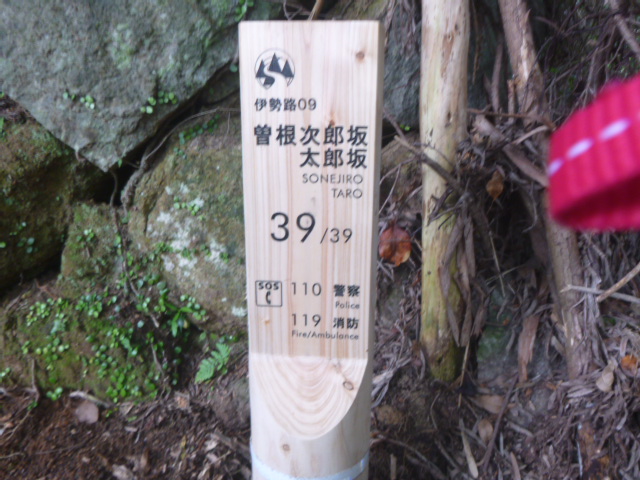 伊勢路09
曽根次郎坂
太郎坂
SONEJIRO
TARO
39/39
SOS 110 警察
Police
119 消防
Fire/Ambulance